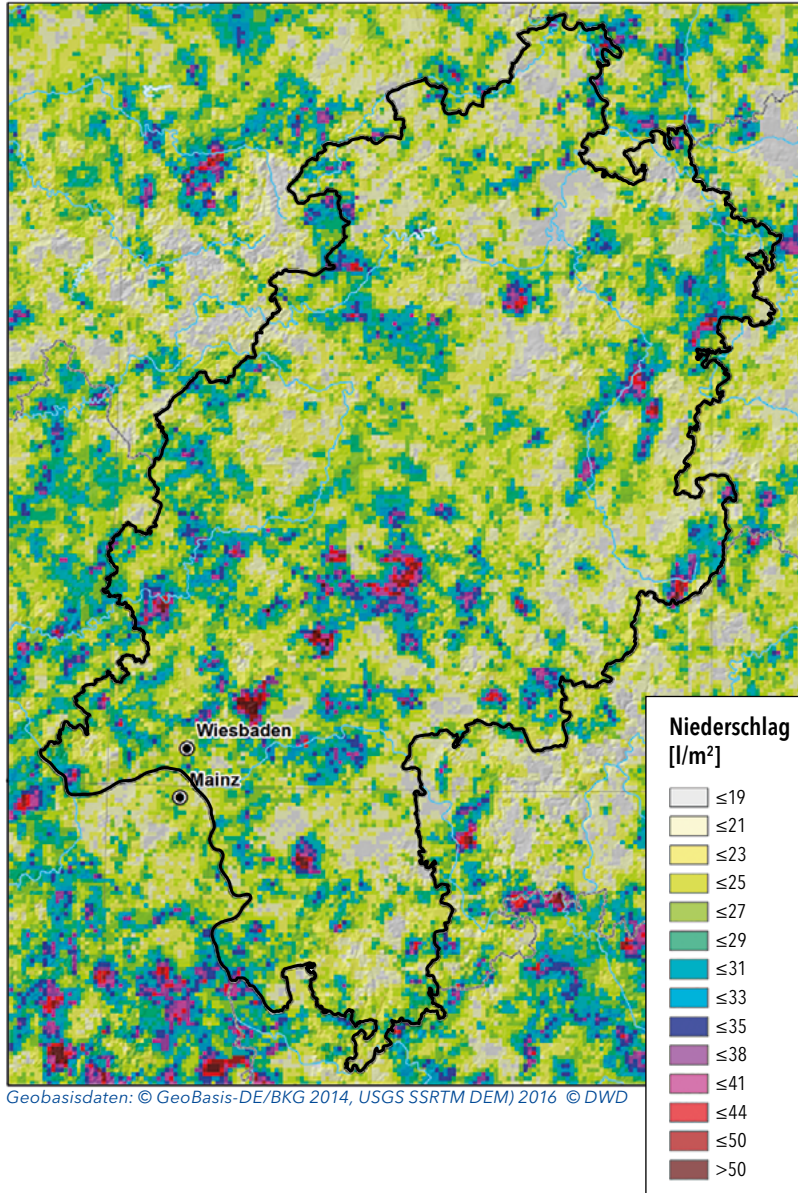 Wiesbaden
Mainz
Niederschlag
[l/m²]
≤19
≤21
≤23
≤25
≤27
≤29
≤31
≤33
≤35
≤38
≤41
≤44
≤50
>50
Geobasisdaten: © GeoBasis-DE/BKG 2014, USGS SSRTM DEM) 2016 © DWD